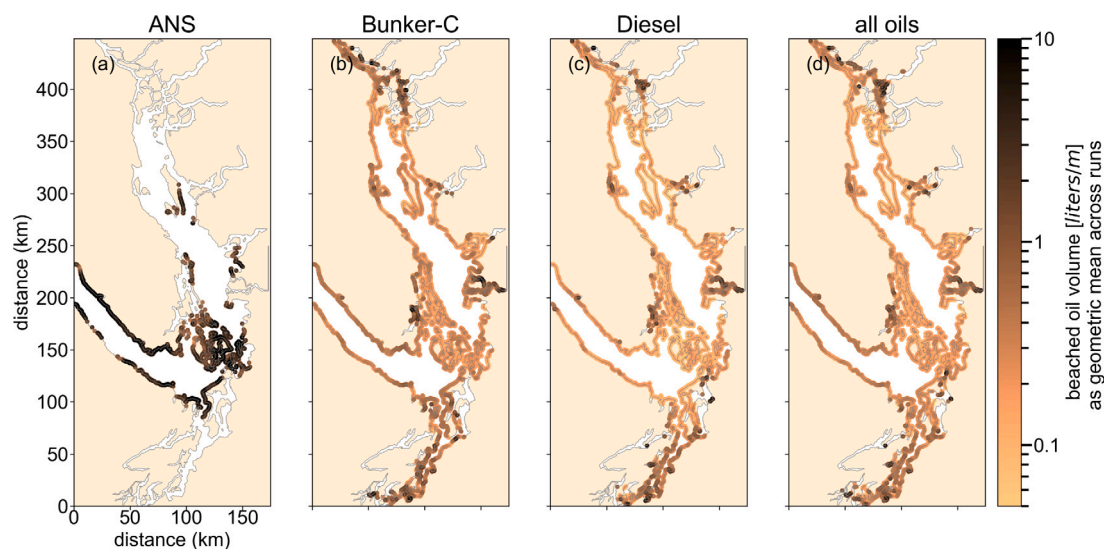 ANS
Bunker-C
Diesel
all oils
(a)
(b)
(c)
(d)
400
350
300
250
200
150
100
50
0
distance (km)
0
50
100
150
distance (km)
10
1
0.1
beached oil volume [liters/m]
as geometric mean across runs